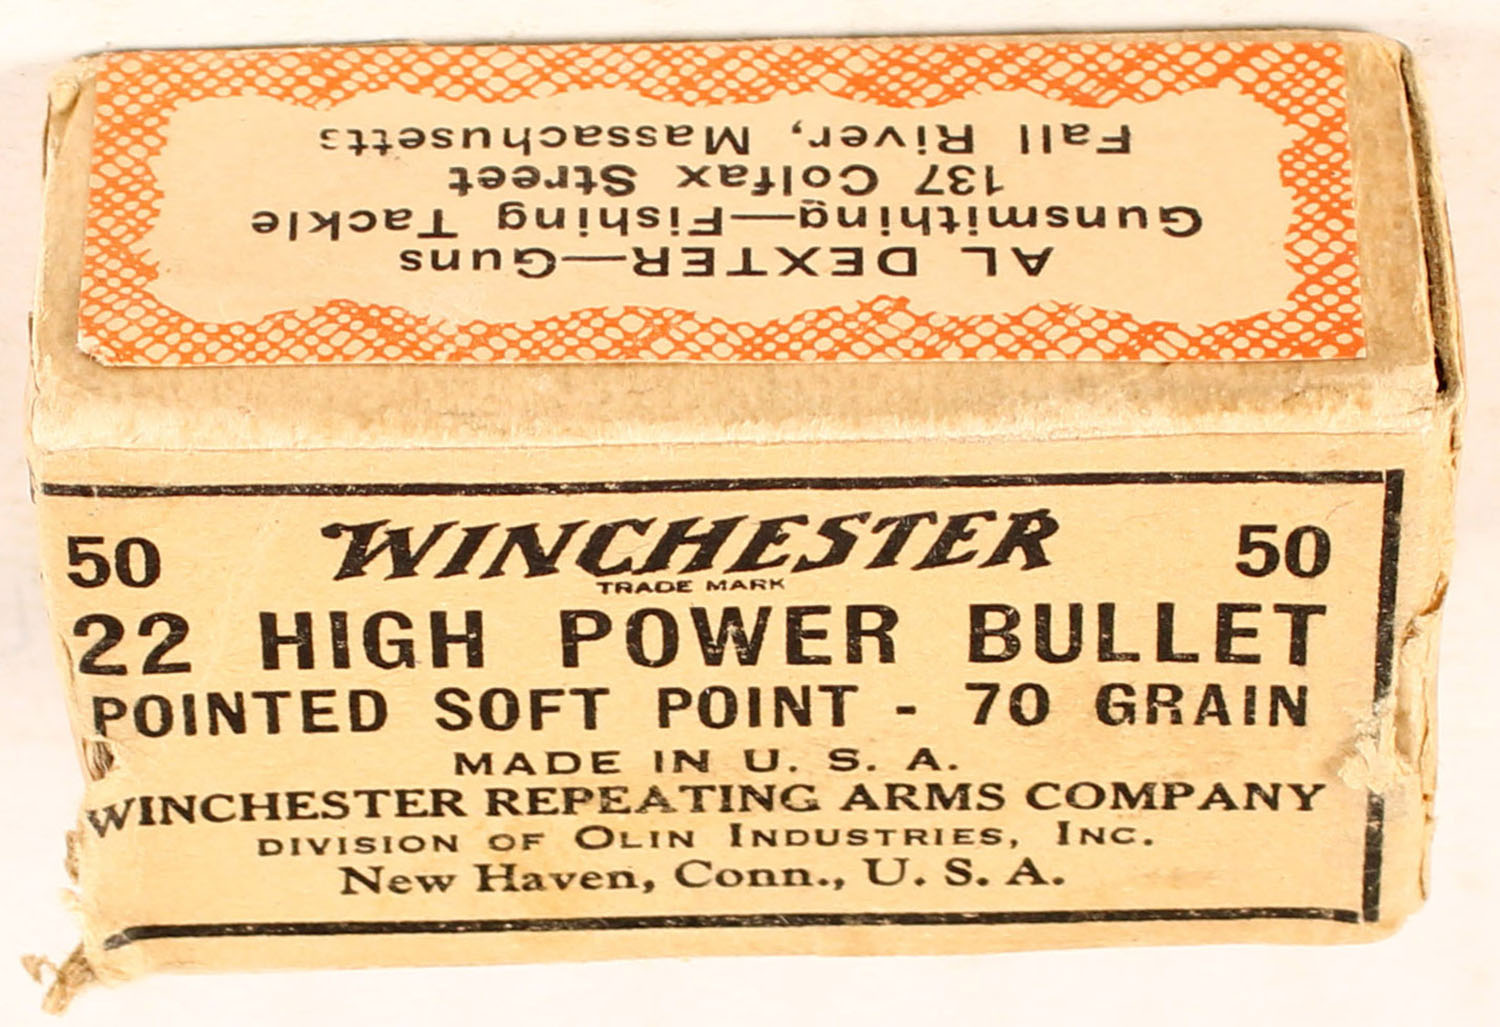 AL DEXTER—Guns
Gunsmithing—Fishing Tackle
137 Colfax Street
Fall River, Massachusetts
50 WINCHESTER 50
TRADE MARK
22 HIGH POWER BULLET
POINTED SOFT POINT - 70 GRAIN
MADE IN U. S. A.
WINCHESTER REPEATING ARMS COMPANY
DIVISION OF OLIN INDUSTRIES, INC.
New Haven, Conn., U. S. A.